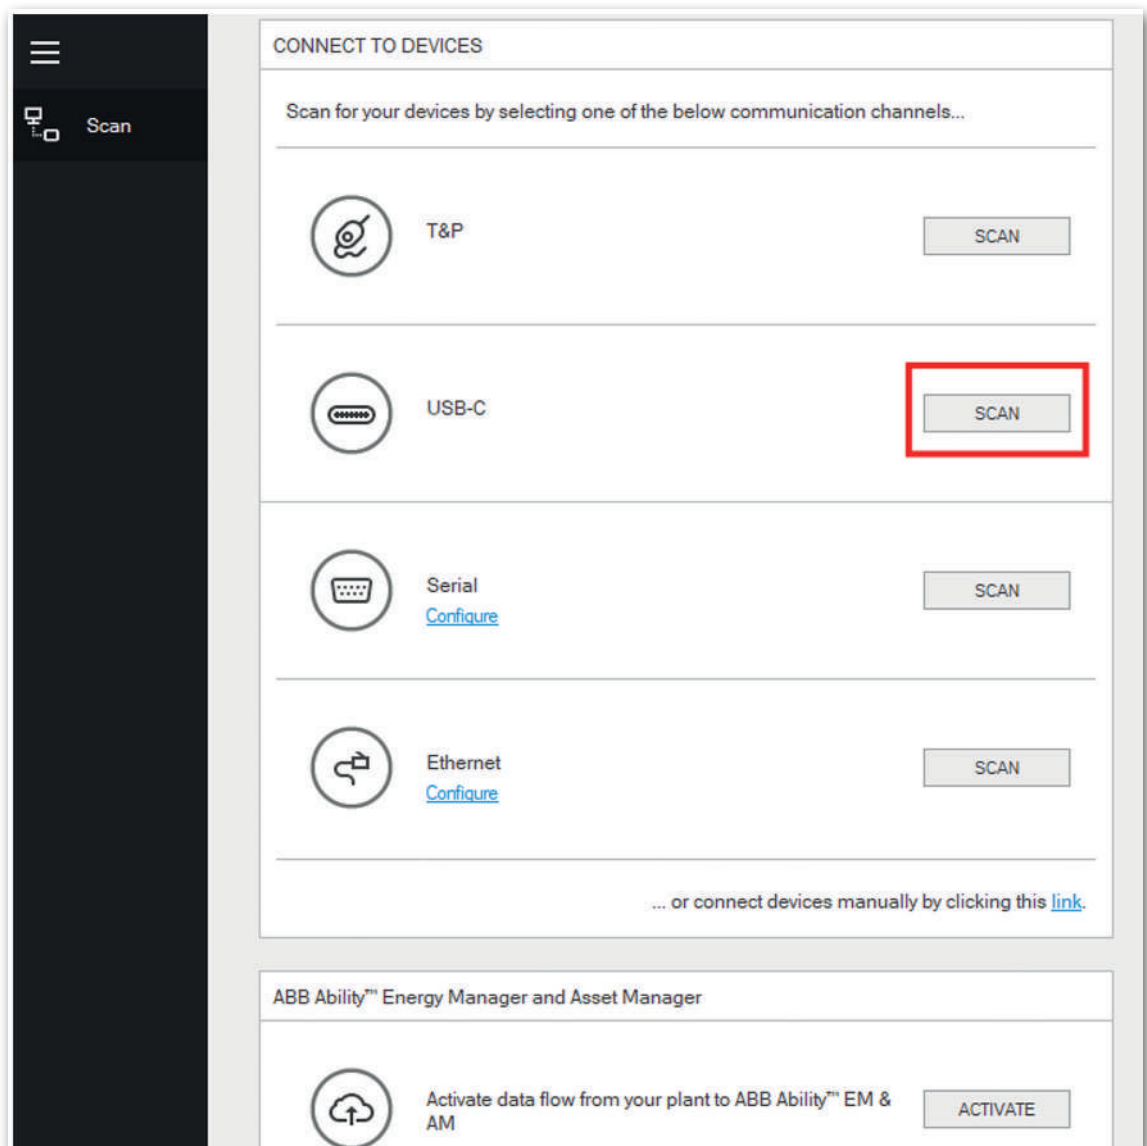 CONNECT TO DEVICES
Scan
Scan for your devices by selecting one of the below communication channels...
T&P
SCAN
USB-C
SCAN
Serial
Configure
SCAN
Ethernet
Configure
SCAN
... or connect devices manually by clicking this link.
ABB Ability™ Energy Manager and Asset Manager
Activate data flow from your plant to ABB Ability™ EM &
AM
ACTIVATE